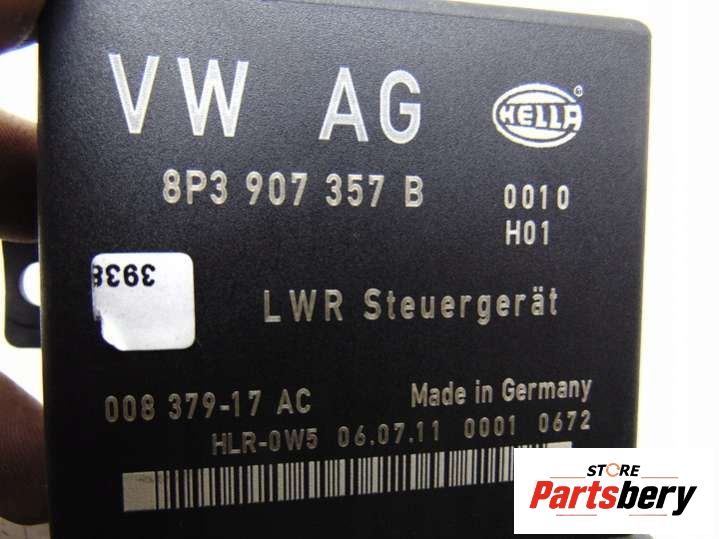 VW AG
HELLA
8P3 907 357 B
0010
H01
3938
LWR Steuergerät
008 379-17 AC
Made in Germany
HLR-0W5 06.07.11 0001 0672
STORE
Partsbery